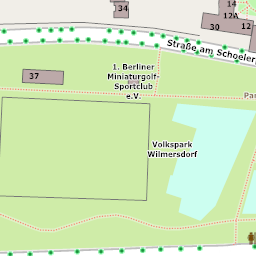 34
14
12A
30
12
Straße am Schoeler
37
1. Berliner
Miniaturgolf-
Sportclub
e.V.
Par
Volkspark
Wilmersdorf